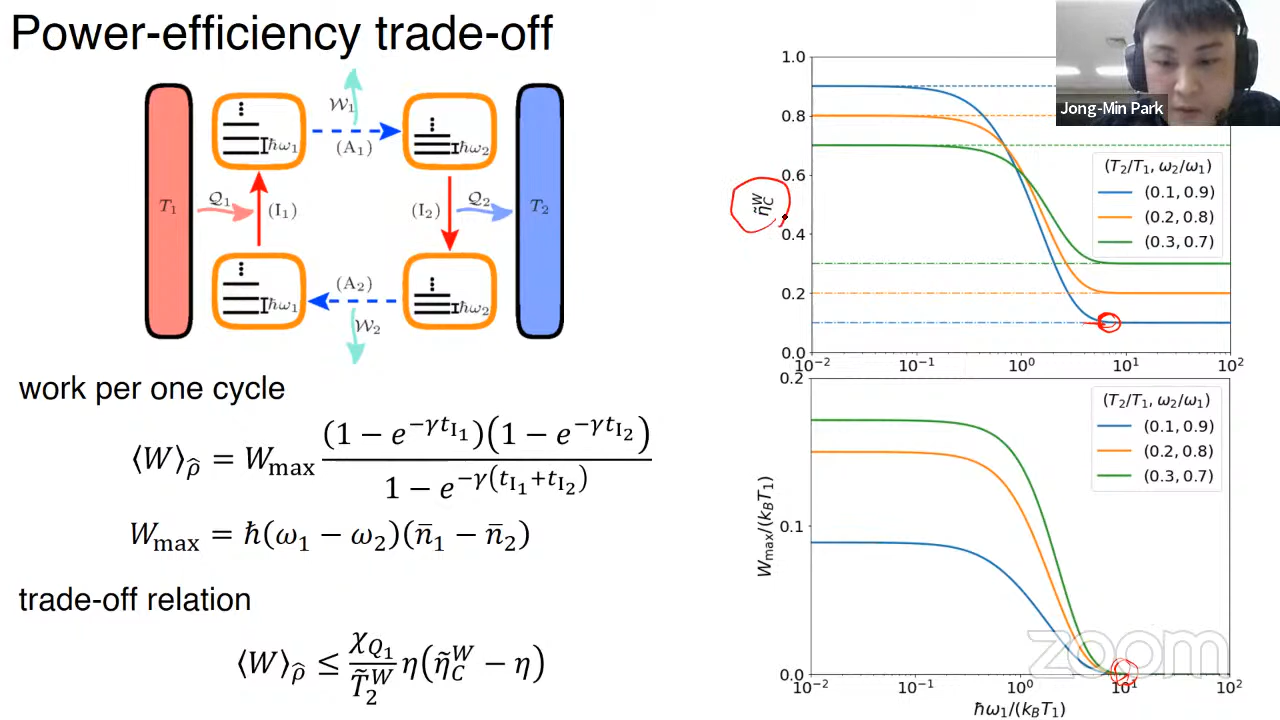 Power-efficiency trade-off
Jong-Min Park
T₁
𝒬₁
(I₁)
ħω₁
𝒲₁
(A₁)
ħω₂
(I₂)
𝒬₂
T₂
ħω₁
(A₂)
𝒲₂
ħω₂
work per one cycle
⟨W⟩_ρ̂ = W_max (1 − e^{−γt_{I₁}})(1 − e^{−γt_{I₂}}) / 1 − e^{−γ(t_{I₁}+t_{I₂})}
W_max = ħ(ω₁ − ω₂)(n̄₁ − n̄₂)
trade-off relation
⟨W⟩_ρ̂ ≤ χ_{Q₁} / T̃₂^W η(η̃_C^W − η)
η̃_C^W
1.0
0.8
0.6
0.4
0.2
0.0
10⁻² 10⁻¹ 10⁰ 10¹ 10²
(T₂/T₁, ω₂/ω₁)
(0.1, 0.9)
(0.2, 0.8)
(0.3, 0.7)
W_max/(k_BT₁)
0.2
0.1
0.0
10⁻² 10⁻¹ 10⁰ 10¹ 10²
ħω₁/(k_BT₁)
(T₂/T₁, ω₂/ω₁)
(0.1, 0.9)
(0.2, 0.8)
(0.3, 0.7)
zoom